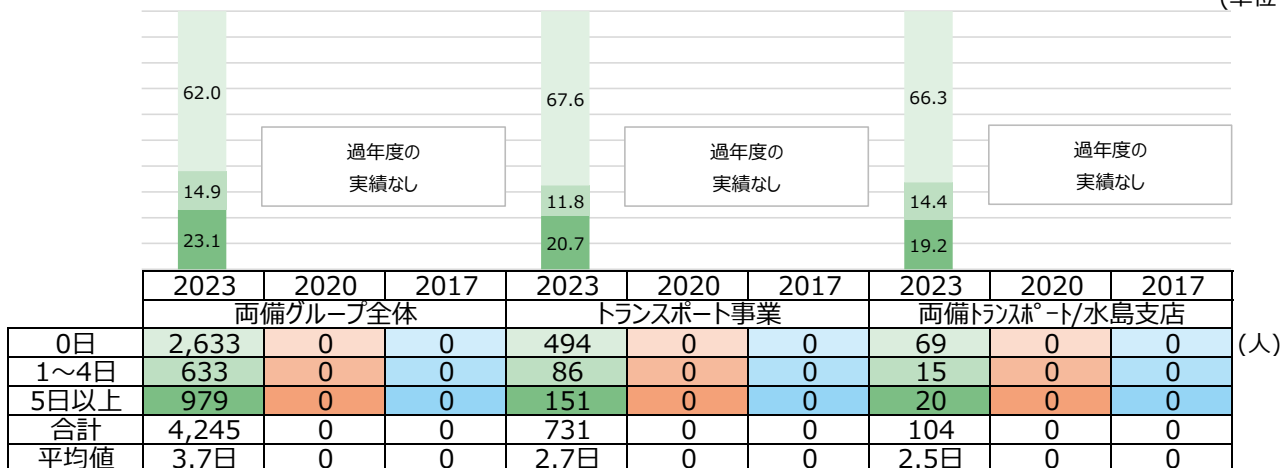 (単位
62.0
67.6
66.3
過年度の
実績なし
過年度の
実績なし
過年度の
実績なし
14.9
11.8
14.4
23.1
20.7
19.2
2023 2020 2017 2023 2020 2017 2023 2020 2017
両備グループ全体 トランスポート事業 両備トランスポート/水島支店
0日 2,633 0 0 494 0 0 69 0 0 (人)
1～4日 633 0 0 86 0 0 15 0 0
5日以上 979 0 0 151 0 0 20 0 0
合計 4,245 0 0 731 0 0 104 0 0
平均値 3.7日 0 0 2.7日 0 0 2.5日 0 0